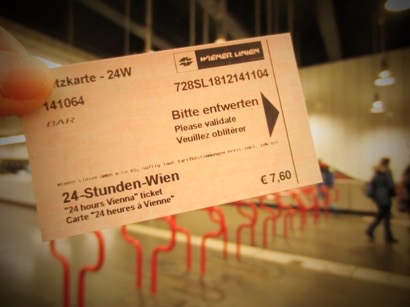 WIENER LINIEN
tzkarte - 24W
728SL1812141104
141064
BAR
Bitte entwerten
Please validate
Veuillez oblitérer
24-Stunden-Wien
"24 hours Vienna" ticket
Carte "24 heures à Vienne"
€ 7,60